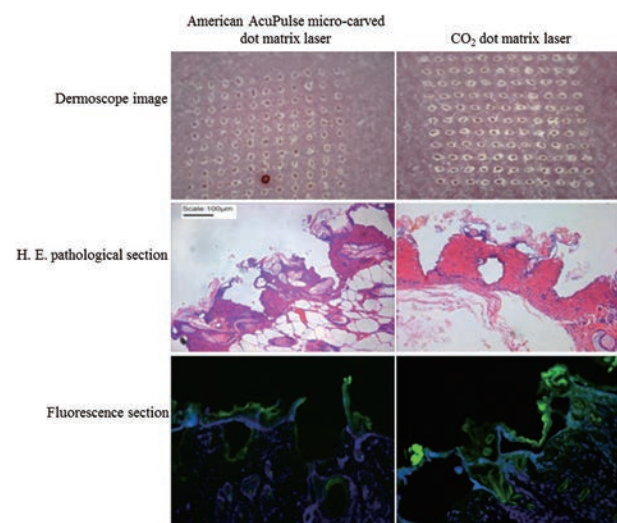 American AcuPulse micro-carved
dot matrix laser
CO₂ dot matrix laser
Dermoscope image
Scale:100μm
H. E. pathological section
Fluorescence section